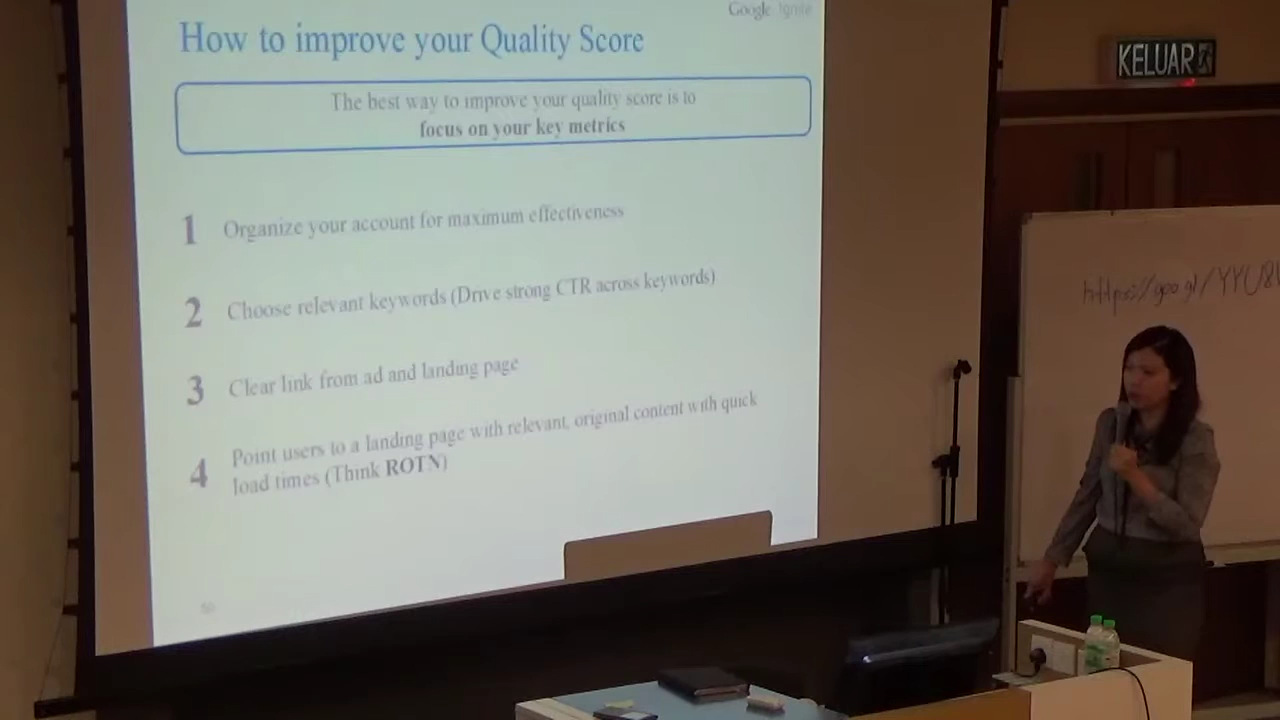 Google Ignite
How to improve your Quality Score
The best way to improve your quality score is to
focus on your key metrics
1 Organize your account for maximum effectiveness
2 Choose relevant keywords (Drive strong CTR across keywords)
3 Clear link from ad and landing page
4 Point users to a landing page with relevant, original content with quick
load times (Think ROTN)
KELUAR